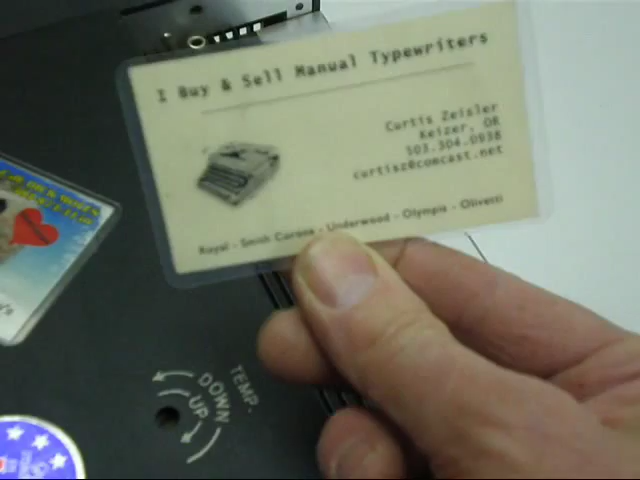 I Buy & Sell Manual Typewriters
Curtis Zeisler
Keizer, OR
503.304.0938
curtisz@comcast.net
Royal - Smith Corona - Underwood - Olympia - Olivetti
TEMP.
DOWN
UP